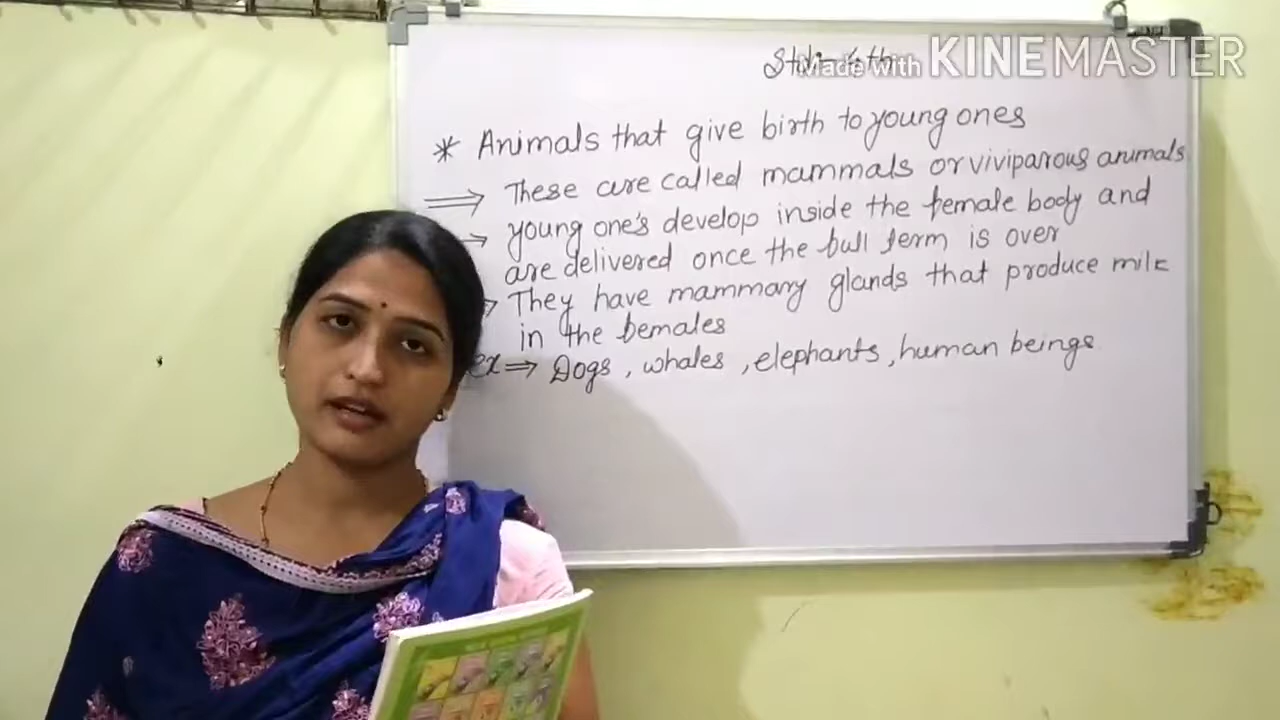 Std:- 4th
Made with KINEMASTER
* Animals that give birth to young ones
⇒ These are called mammals or viviparous animals
→ young one's develop inside the female body and
are delivered once the full term is over
They have mammary glands that produce milk
in the females
ex ⇒ Dogs, whales, elephants, human beings